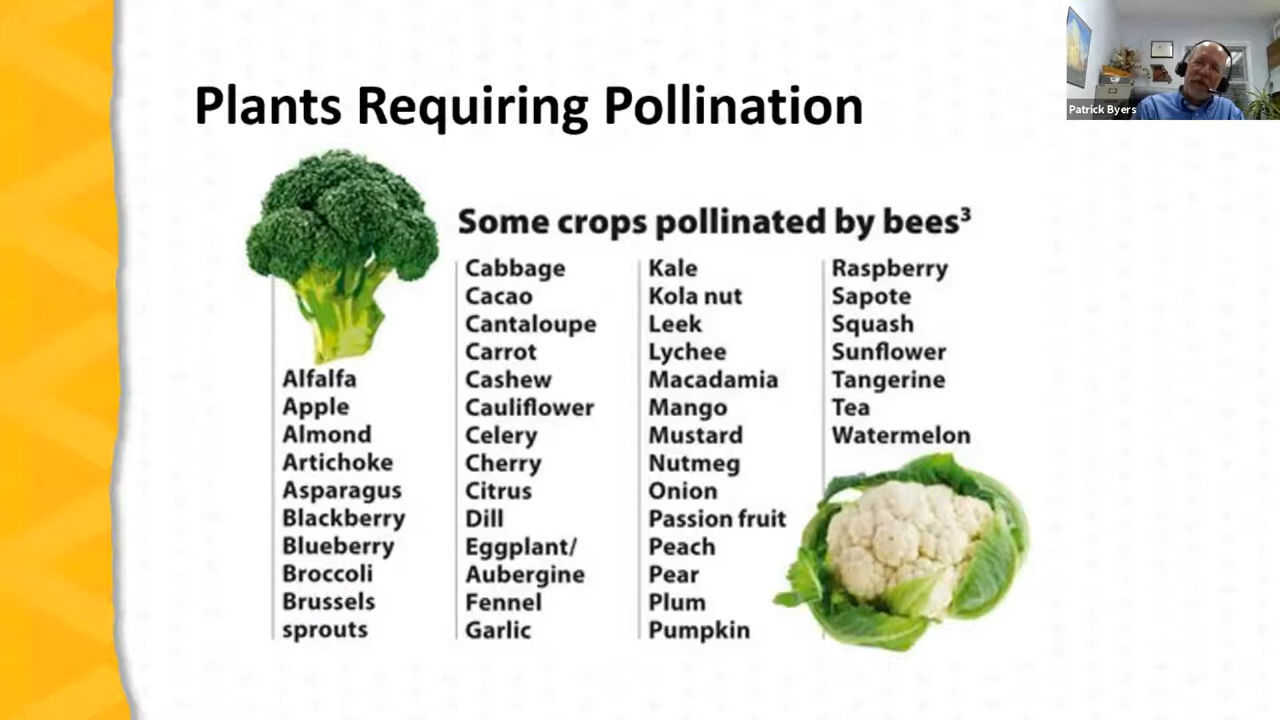 Plants Requiring Pollination
Patrick Byers
Some crops pollinated by bees³
Alfalfa
Apple
Almond
Artichoke
Asparagus
Blackberry
Blueberry
Broccoli
Brussels
sprouts
Cabbage
Cacao
Cantaloupe
Carrot
Cashew
Cauliflower
Celery
Cherry
Citrus
Dill
Eggplant/
Aubergine
Fennel
Garlic
Kale
Kola nut
Leek
Lychee
Macadamia
Mango
Mustard
Nutmeg
Onion
Passion fruit
Peach
Pear
Plum
Pumpkin
Raspberry
Sapote
Squash
Sunflower
Tangerine
Tea
Watermelon